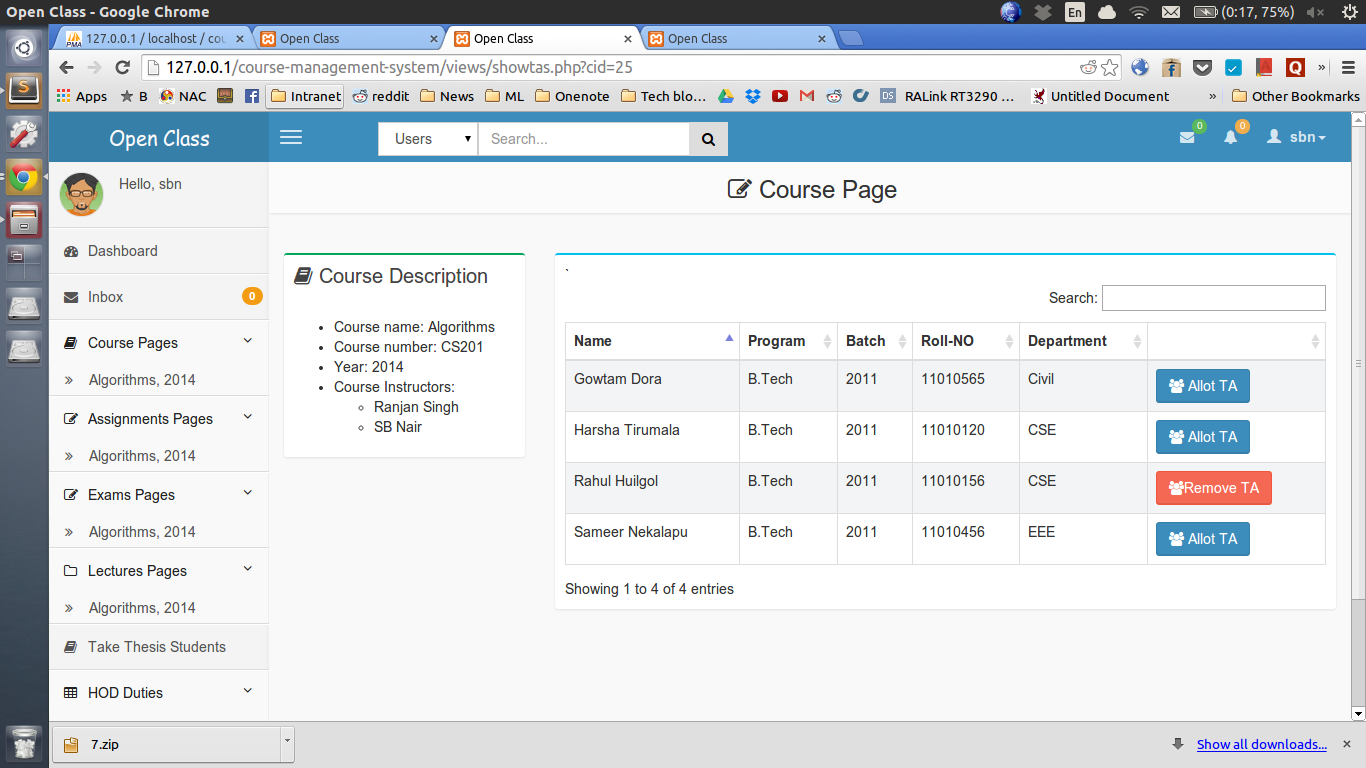 Open Class - Google Chrome
En
(0:17, 75%)
127.0.0.1 / localhost / cou
Open Class
Open Class
Open Class
127.0.0.1/course-management-system/views/showtas.php?cid=25
Apps
B
NAC
Intranet
reddit
News
ML
Onenote
Tech blo...
DS
RALink RT3290 ...
Untitled Document
»
Other Bookmarks
Open Class
Users
Search...
0
0
sbn
Hello, sbn
Course Page
Dashboard
Inbox
0
Course Pages
» Algorithms, 2014
Assignments Pages
» Algorithms, 2014
Exams Pages
» Algorithms, 2014
Lectures Pages
» Algorithms, 2014
Take Thesis Students
HOD Duties
Course Description
• Course name: Algorithms
• Course number: CS201
• Year: 2014
• Course Instructors:
◦ Ranjan Singh
◦ SB Nair
`
Search:
Name Program Batch Roll-NO Department
Gowtam Dora B.Tech 2011 11010565 Civil Allot TA
Harsha Tirumala B.Tech 2011 11010120 CSE Allot TA
Rahul Huilgol B.Tech 2011 11010156 CSE Remove TA
Sameer Nekalapu B.Tech 2011 11010456 EEE Allot TA
Showing 1 to 4 of 4 entries
7.zip
Show all downloads...